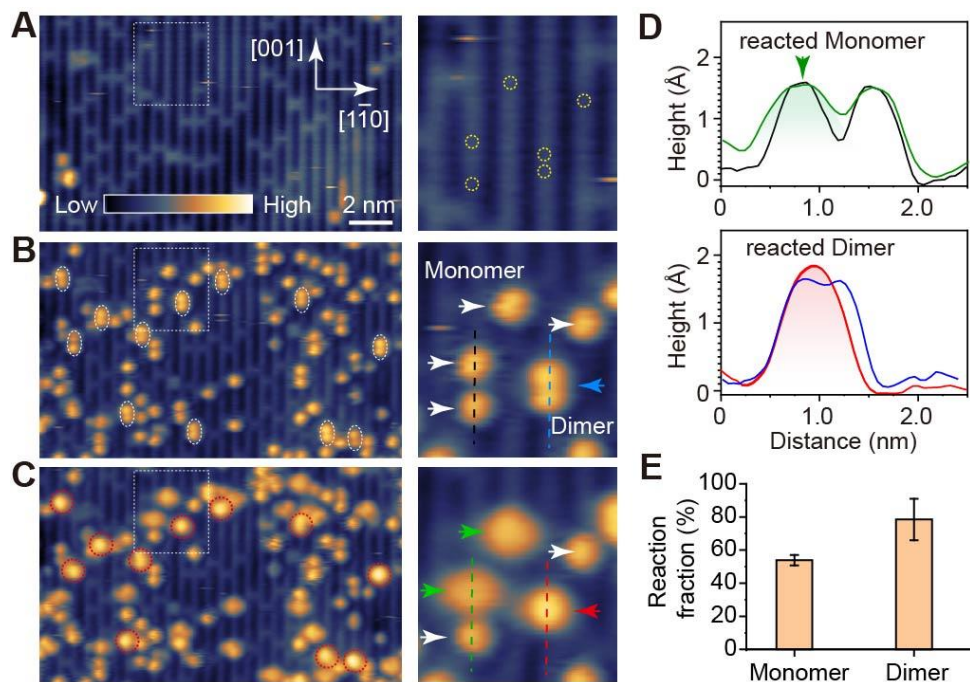 A
[001]
[11̅0]
Low
High
2 nm
B
Monomer
Dimer
C
D
reacted Monomer
Height (Å)
2
1
0
0
1.0
2.0
reacted Dimer
Height (Å)
2
1
0
0
1.0
2.0
Distance (nm)
E
Reaction
fraction (%)
100
80
60
40
20
0
Monomer
Dimer